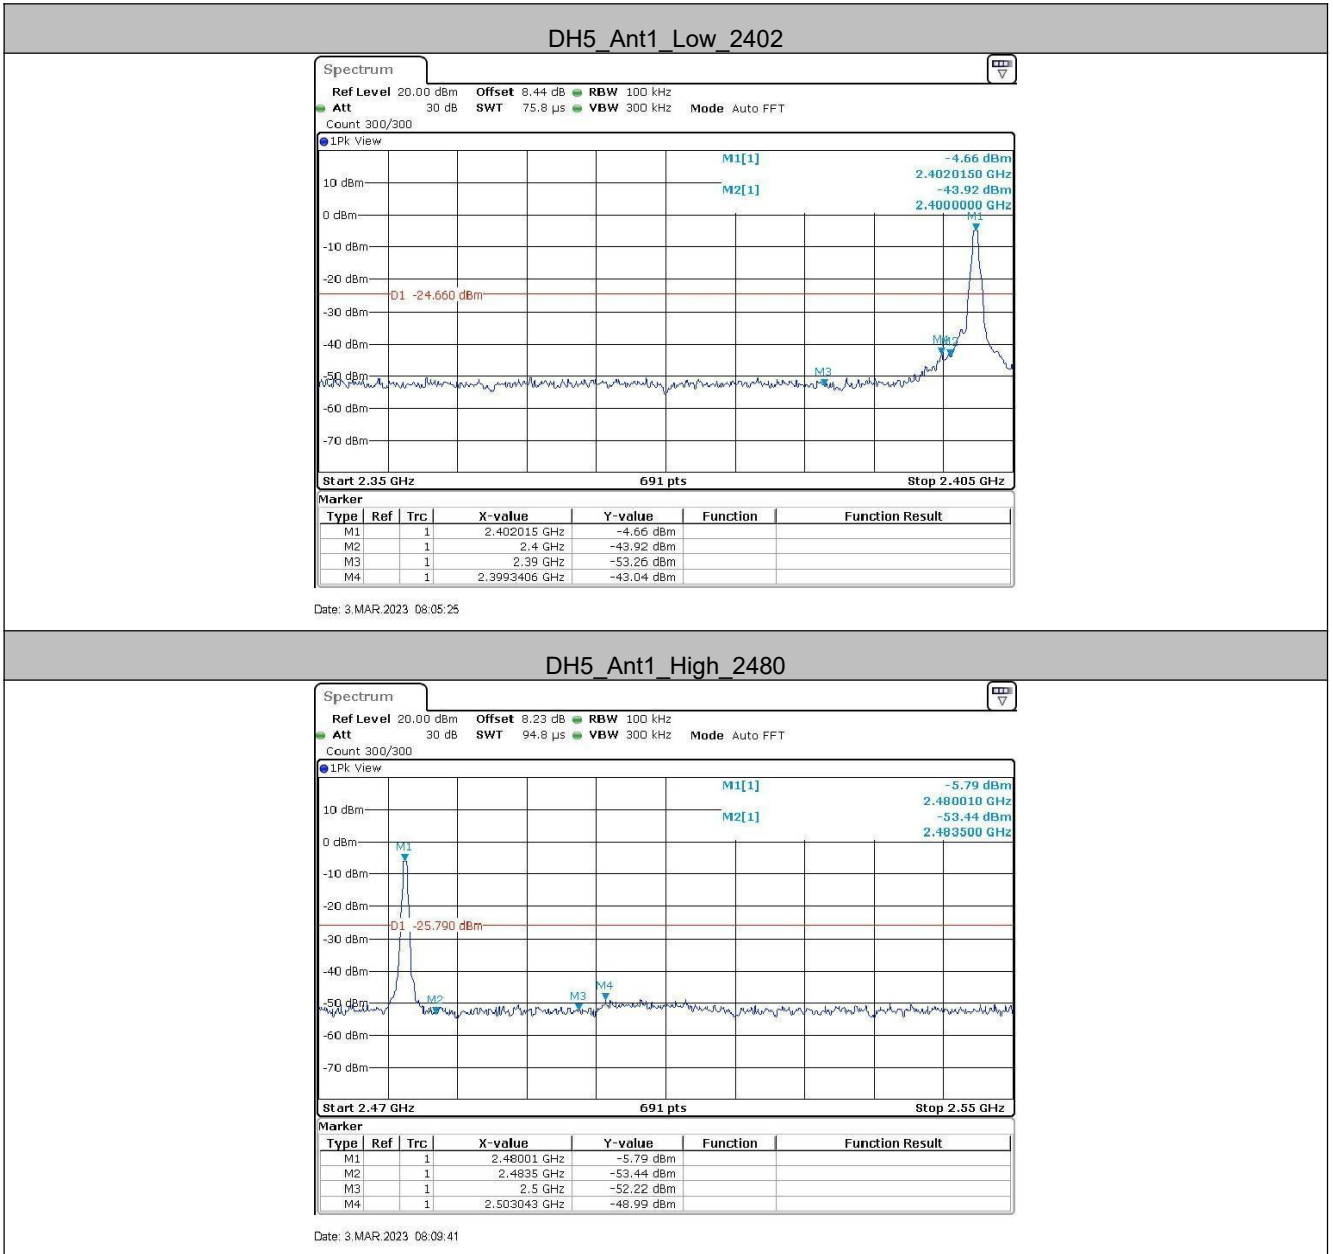 DH5_Ant1_Low_2402
Spectrum
Ref Level 20.00 dBm Offset 8.44 dB RBW 100 kHz
Att 30 dB SWT 75.8 µs VBW 300 kHz Mode Auto FFT
Count 300/300
1Pk View
M1[1] -4.66 dBm
2.4020150 GHz
10 dBm
M2[1] -43.92 dBm
2.4000000 GHz
0 dBm
M1
-10 dBm
-20 dBm
D1 -24.660 dBm
-30 dBm
-40 dBm
M4 M2
M3
-50 dBm
-60 dBm
-70 dBm
Start 2.35 GHz 691 pts Stop 2.405 GHz
Marker
Type Ref Trc X-value Y-value Function Function Result
M1 1 2.402015 GHz -4.66 dBm
M2 1 2.4 GHz -43.92 dBm
M3 1 2.39 GHz -53.26 dBm
M4 1 2.3993406 GHz -43.04 dBm
Date: 3.MAR.2023 08:05:25
DH5_Ant1_High_2480
Spectrum
Ref Level 20.00 dBm Offset 8.23 dB RBW 100 kHz
Att 30 dB SWT 94.8 µs VBW 300 kHz Mode Auto FFT
Count 300/300
1Pk View
M1[1] -5.79 dBm
2.480010 GHz
10 dBm
M2[1] -53.44 dBm
2.483500 GHz
0 dBm
M1
-10 dBm
-20 dBm
D1 -25.790 dBm
-30 dBm
-40 dBm
M4
M2 M3
-50 dBm
-60 dBm
-70 dBm
Start 2.47 GHz 691 pts Stop 2.55 GHz
Marker
Type Ref Trc X-value Y-value Function Function Result
M1 1 2.48001 GHz -5.79 dBm
M2 1 2.4835 GHz -53.44 dBm
M3 1 2.5 GHz -52.22 dBm
M4 1 2.503043 GHz -48.99 dBm
Date: 3.MAR.2023 08:09:41